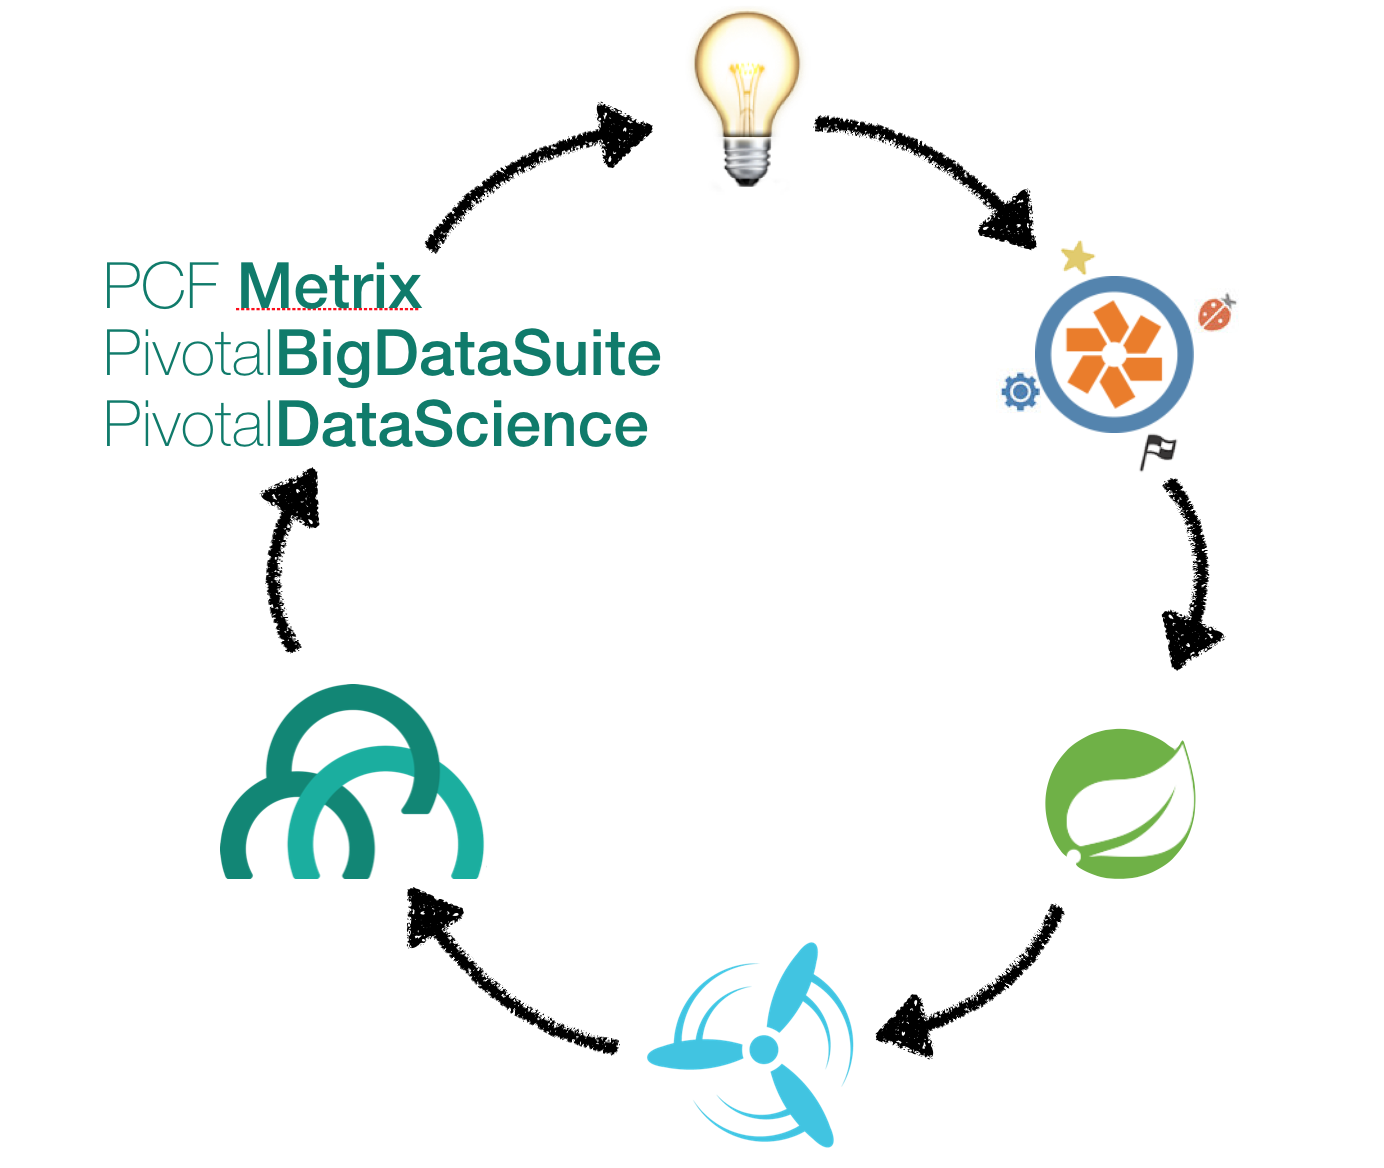 PCF Metrix
PivotalBigDataSuite
PivotalDataScience